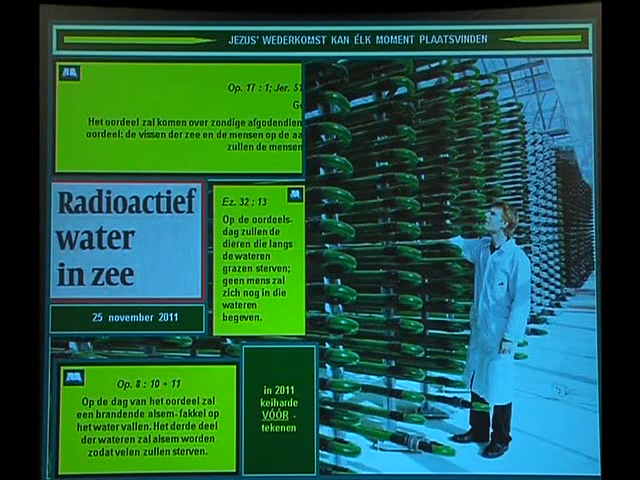 JEZUS' WEDERKOMST KAN ÉLK MOMENT PLAATSVINDEN
Op. 17 : 1; Jer. 51
Het oordeel zal komen over zondige afgodendien
oordeel: de vissen der zee en de mensen op de aa
zullen de mensen
Radioactief
water
in zee
25 november 2011
Ez. 32 : 13
Op de oordeels-
dag zullen de
dieren die langs
de wateren
grazen sterven;
geen mens zal
zich nog in die
wateren
begeven.
Op. 8 : 10 + 11
Op de dag van het oordeel zal
een brandende alsem-fakkel op
het water vallen. Het derde deel
der wateren zal alsem worden
zodat velen zullen sterven.
in 2011
keiharde
VÓÓR -
tekenen